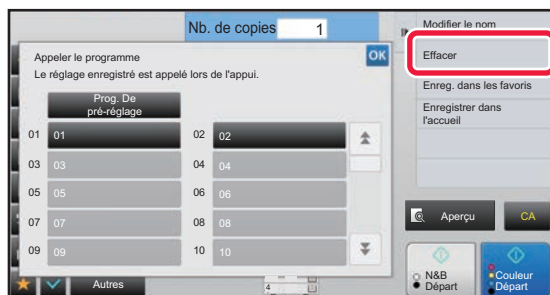 Nb. de copies 1
Appeler le programme
OK
Le réglage enregistré est appelé lors de l'appui.
Prog. De
pré-réglage
01 01 02 02
03 03 04 04
05 05 06 06
07 07 08 08
09 09 10 10
Autres
4
Modifier le nom
Effacer
Enreg. dans les favoris
Enregistrer dans
l'accueil
Aperçu CA
N&B
Départ
Couleur
Départ